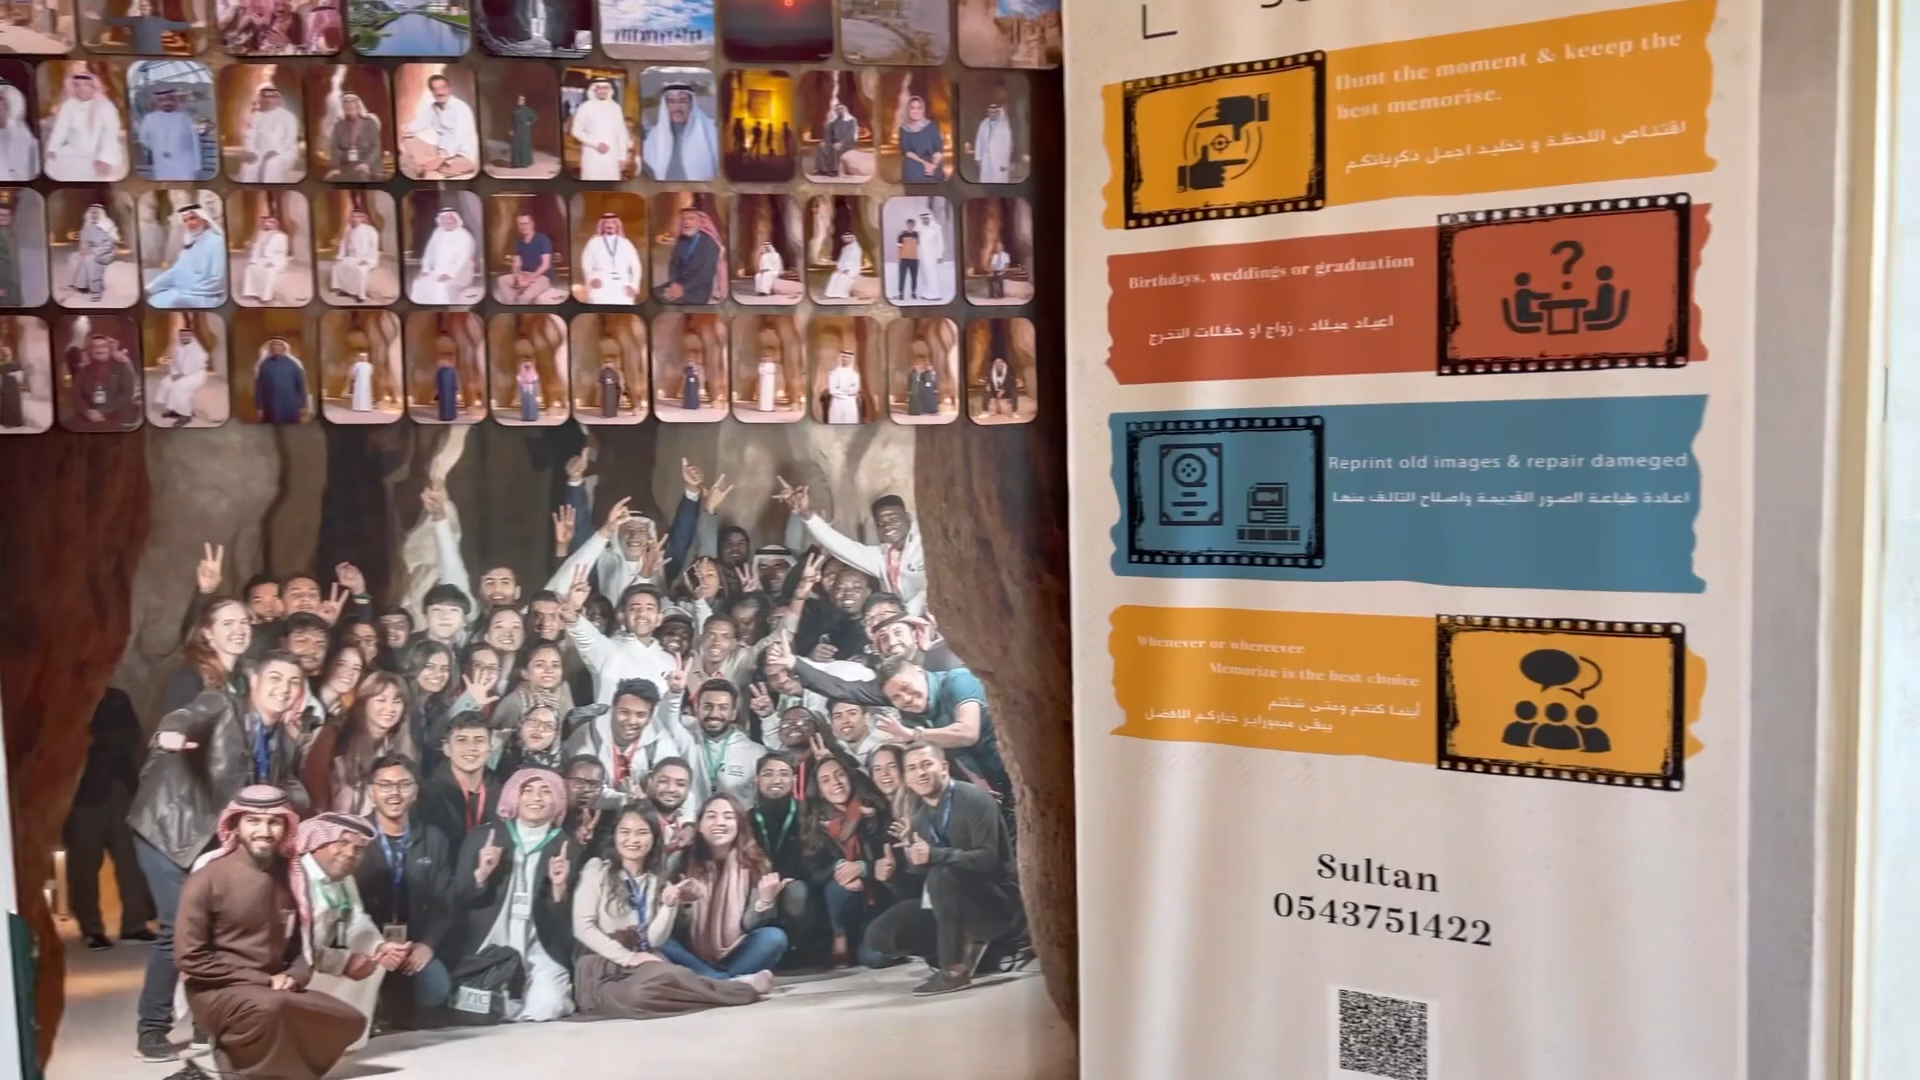 Hunt the moment & keeep the
best memorise.
اقتناص اللحظة و تخليد اجمل ذكرياتكم
Birthdays, weddings or graduation
اعياد ميلاد . زواج او حفلات التخرج
Reprint old images & repair dameged
اعادة طباعة الصور القديمة واصلاح التالف منها
Whenever or whereever
Memorize is the best choice
أينما كنتم ومتى شئتم
يبقى ميمورايز خياركم الافضل
Sultan
0543751422